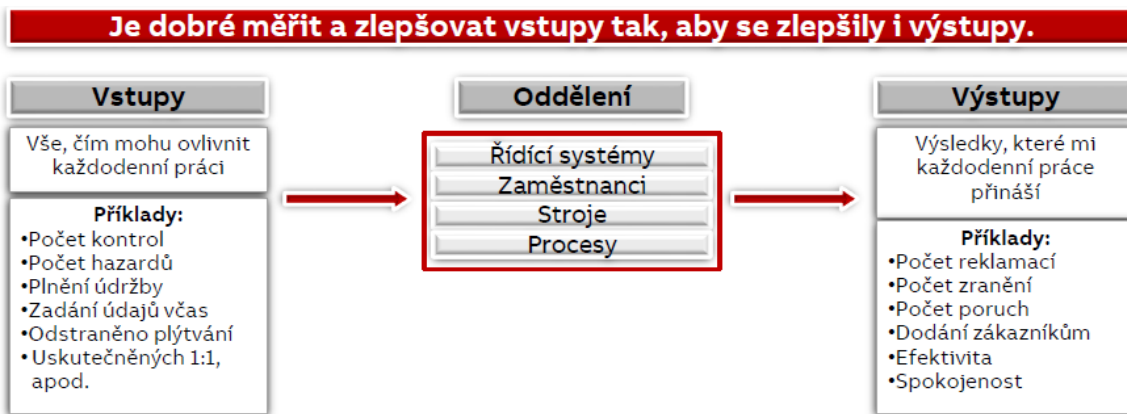 Je dobré měřit a zlepšovat vstupy tak, aby se zlepšily i výstupy.
Vstupy
Vše, čím mohu ovlivnit
každodenní práci
Příklady:
•Počet kontrol
•Počet hazardů
•Plnění údržby
•Zadání údajů včas
•Odstraněno plýtvání
•Uskutečněných 1:1,
apod.
Oddělení
Řídící systémy
Zaměstnanci
Stroje
Procesy
Výstupy
Výsledky, které mi
každodenní práce
přináší
Příklady:
•Počet reklamací
•Počet zranění
•Počet poruch
•Dodání zákazníkům
•Efektivita
•Spokojenost